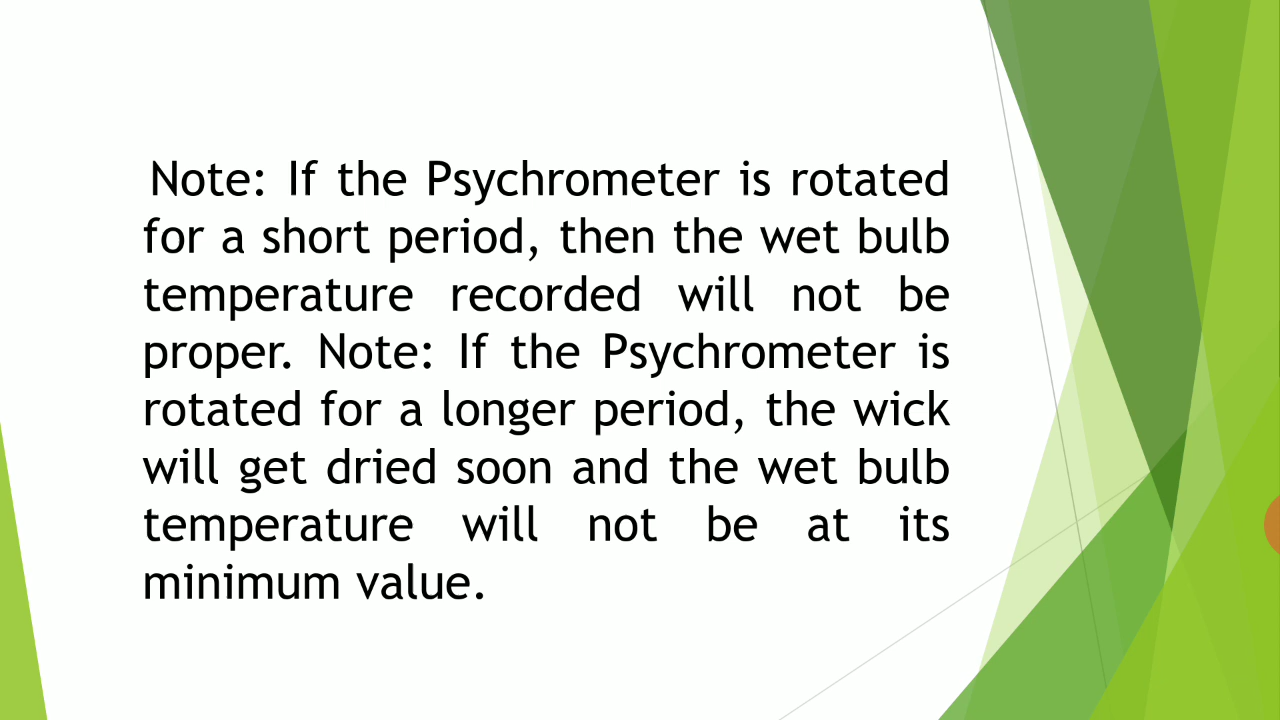 Note: If the Psychrometer is rotated
for a short period, then the wet bulb
temperature recorded will not be
proper. Note: If the Psychrometer is
rotated for a longer period, the wick
will get dried soon and the wet bulb
temperature will not be at its
minimum value.